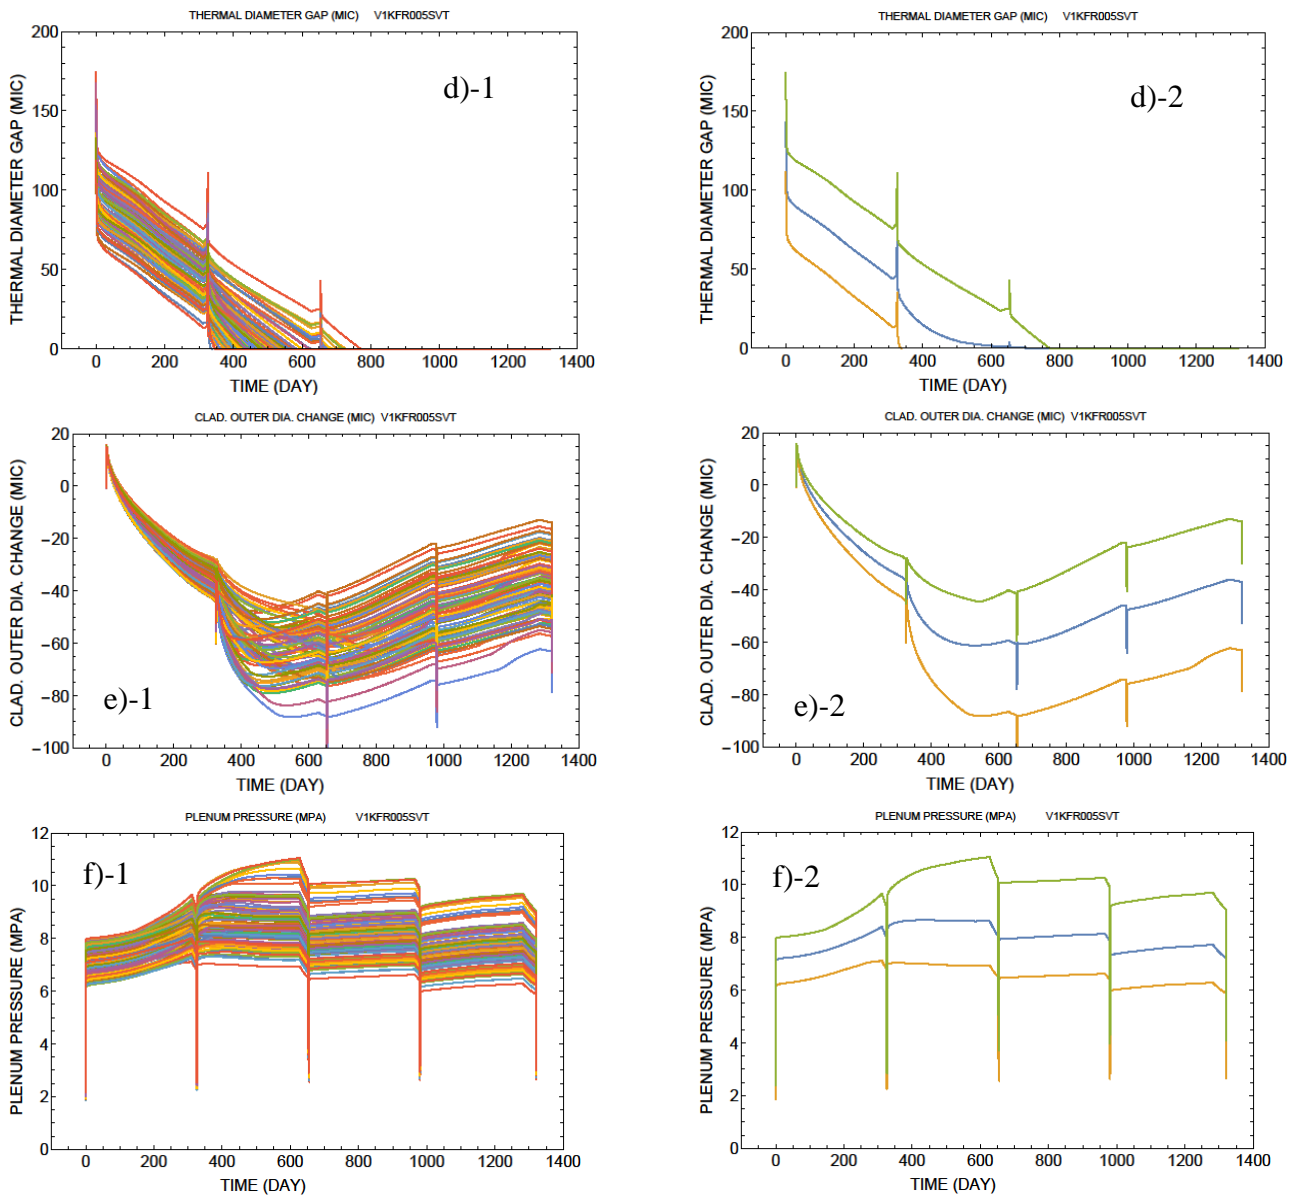 THERMAL DIAMETER GAP (MIC) V1KFR005SVT
THERMAL DIAMETER GAP (MIC)
200
150
100
50
0
d)-1
0 200 400 600 800 1000 1200 1400
TIME (DAY)
THERMAL DIAMETER GAP (MIC) V1KFR005SVT
THERMAL DIAMETER GAP (MIC)
200
150
100
50
0
d)-2
0 200 400 600 800 1000 1200 1400
TIME (DAY)
CLAD. OUTER DIA. CHANGE (MIC) V1KFR005SVT
CLAD. OUTER DIA. CHANGE (MIC)
20
0
−20
−40
−60
−80
−100
e)-1
0 200 400 600 800 1000 1200 1400
TIME (DAY)
CLAD. OUTER DIA. CHANGE (MIC) V1KFR005SVT
CLAD. OUTER DIA. CHANGE (MIC)
20
0
−20
−40
−60
−80
−100
e)-2
0 200 400 600 800 1000 1200 1400
TIME (DAY)
PLENUM PRESSURE (MPA) V1KFR005SVT
PLENUM PRESSURE (MPA)
12
10
8
6
4
2
0
f)-1
0 200 400 600 800 1000 1200 1400
TIME (DAY)
PLENUM PRESSURE (MPA) V1KFR005SVT
PLENUM PRESSURE (MPA)
12
10
8
6
4
2
0
f)-2
0 200 400 600 800 1000 1200 1400
TIME (DAY)